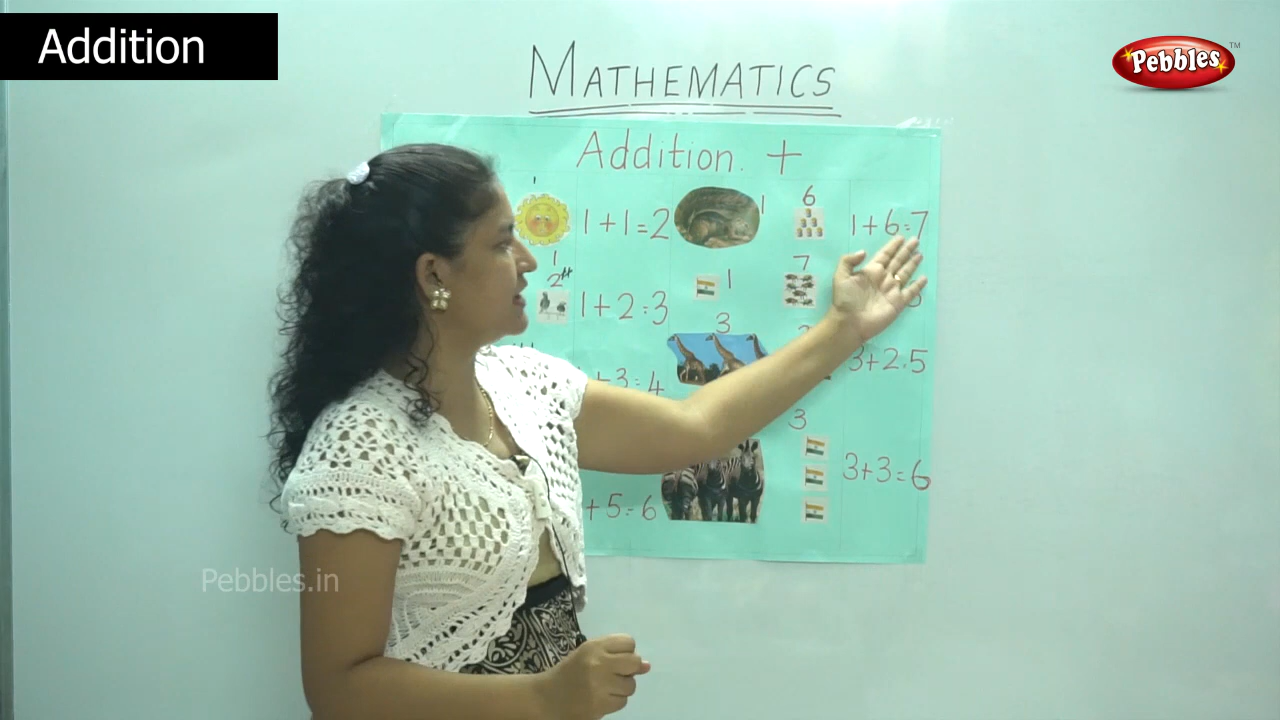 Addition
MATHEMATICS
Pebbles
TM
Addition. +
1
1+1=2
1
6
1+6=7
1
2
1+2=3
1
7
3
+3=4
3+2.5
3
3+3=6
+5=6
Pebbles.in